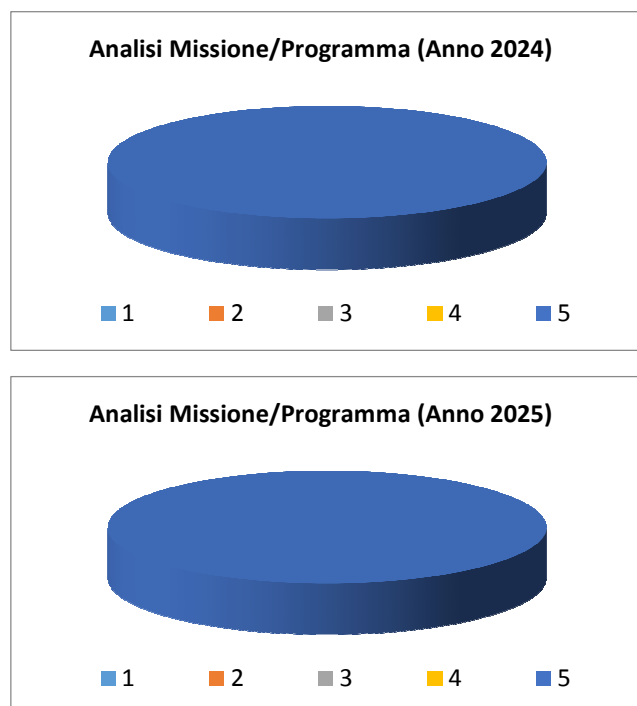 Analisi Missione/Programma (Anno 2024)
1 2 3 4 5
Analisi Missione/Programma (Anno 2025)
1 2 3 4 5